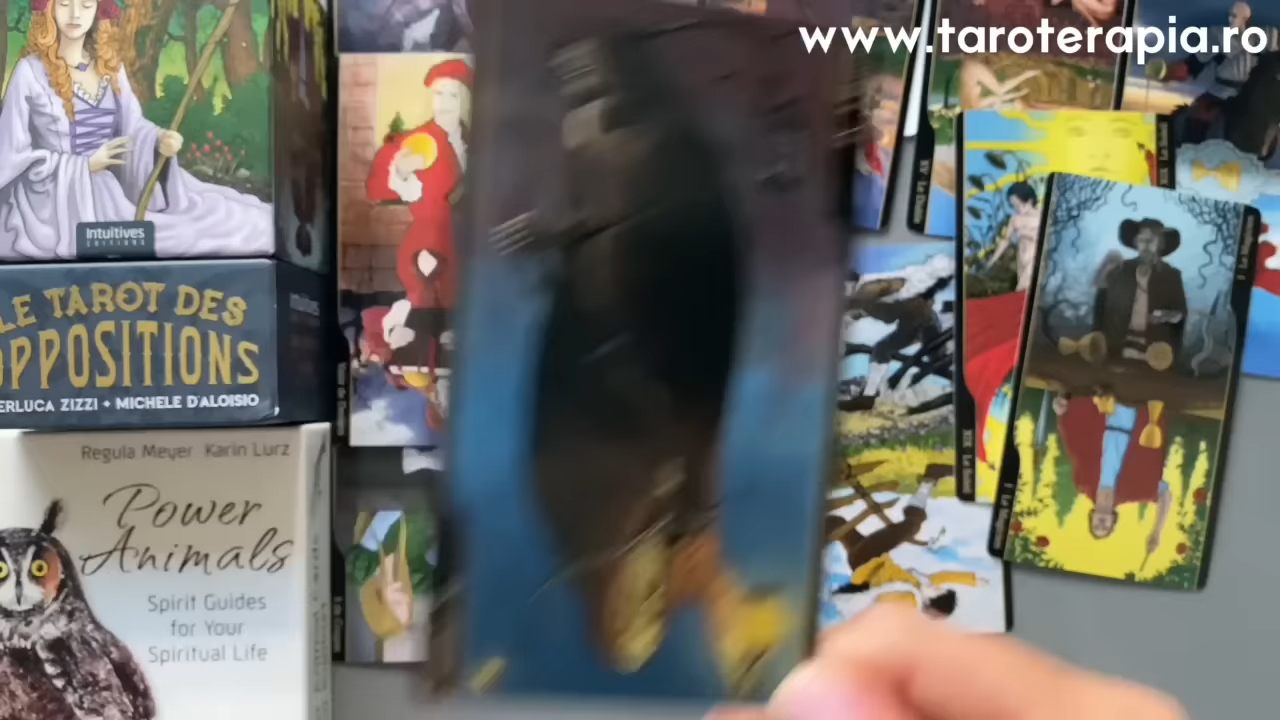 www.taroterapia.ro
Intuitives
EDITIONS
LE TAROT DES
OPPOSITIONS
ERLUCA ZIZZI • MICHELE D'ALOISIO
Regula Meyer Karin Lurz
Power
Animals
Spirit Guides
for Your
Spiritual Life